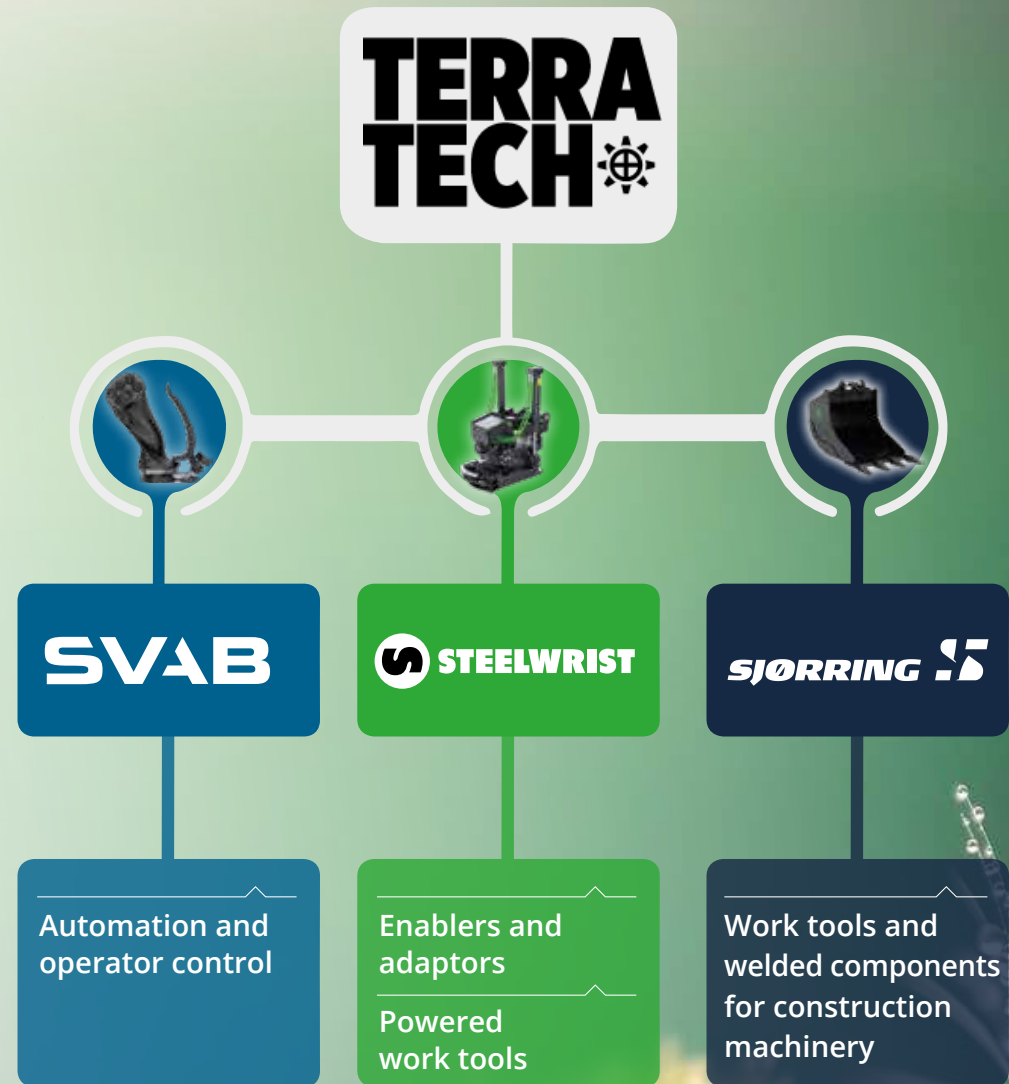 TERRA
TECH
SVAB
STEELWRIST
SJØRRING
Automation and
operator control
Enablers and
adaptors
Powered
work tools
Work tools and
welded components
for construction
machinery